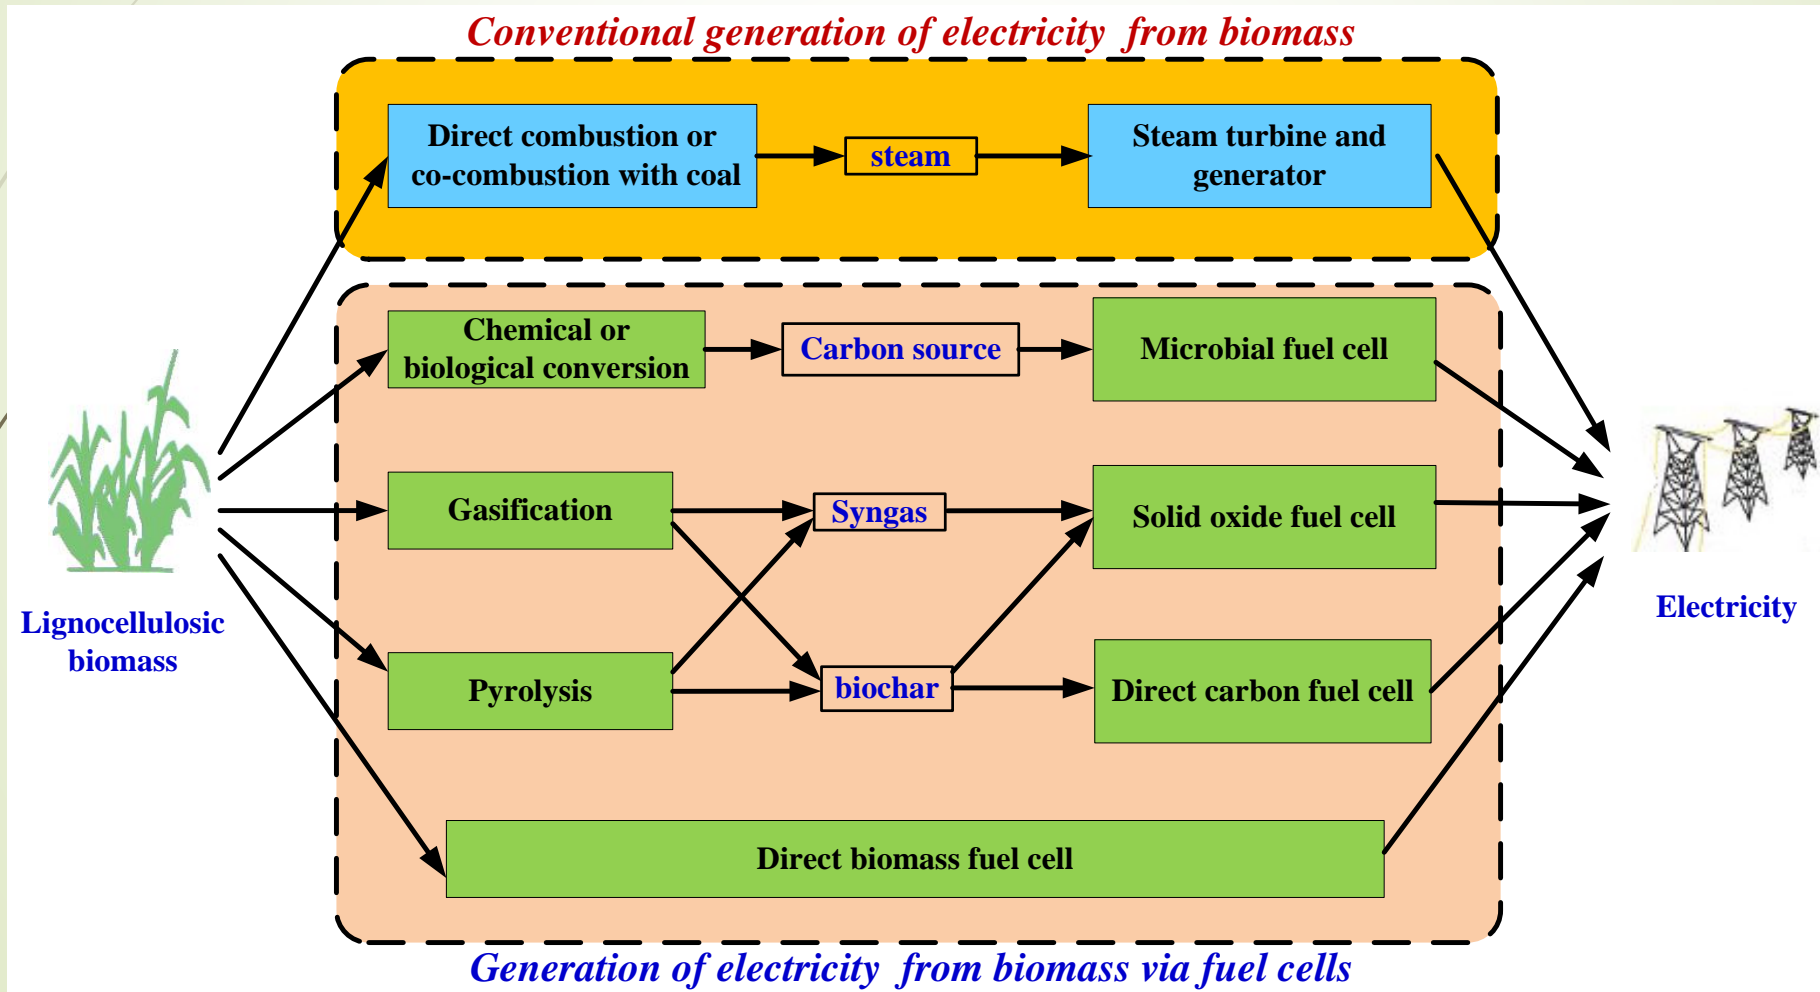 Conventional generation of electricity from biomass
Direct combustion or
co-combustion with coal
steam
Steam turbine and
generator
Chemical or
biological conversion
Carbon source
Microbial fuel cell
Gasification
Syngas
Solid oxide fuel cell
Lignocellulosic
biomass
Electricity
Pyrolysis
biochar
Direct carbon fuel cell
Direct biomass fuel cell
Generation of electricity from biomass via fuel cells